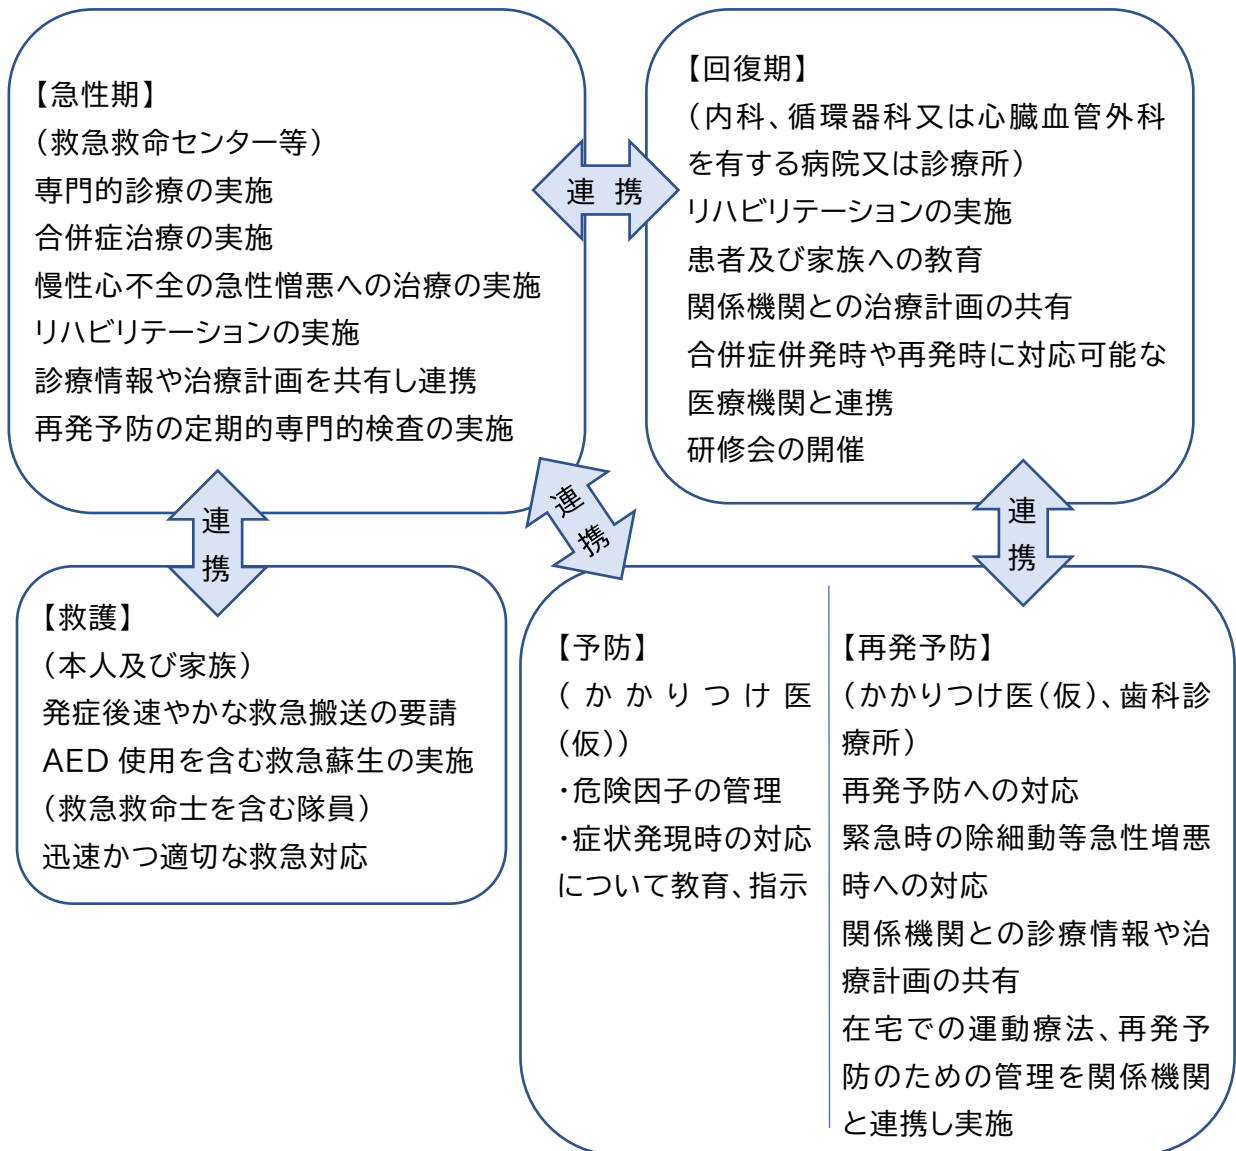 【急性期】
（救急救命センター等）
専門的診療の実施
合併症治療の実施
慢性心不全の急性憎悪への治療の実施
リハビリテーションの実施
診療情報や治療計画を共有し連携
再発予防の定期的専門的検査の実施
連 携
【回復期】
（内科、循環器科又は心臓血管外科
を有する病院又は診療所）
リハビリテーションの実施
患者及び家族への教育
関係機関との治療計画の共有
合併症併発時や再発時に対応可能な
医療機関と連携
研修会の開催
連
携
連
携
連
携
【救護】
（本人及び家族）
発症後速やかな救急搬送の要請
AED 使用を含む救急蘇生の実施
（救急救命士を含む隊員）
迅速かつ適切な救急対応
【予防】
（かかりつけ医
（仮））
・危険因子の管理
・症状発現時の対応
について教育、指示
【再発予防】
（かかりつけ医（仮）、歯科診
療所）
再発予防への対応
緊急時の除細動等急性増悪
時への対応
関係機関との診療情報や治
療計画の共有
在宅での運動療法、再発予
防のための管理を関係機関
と連携し実施